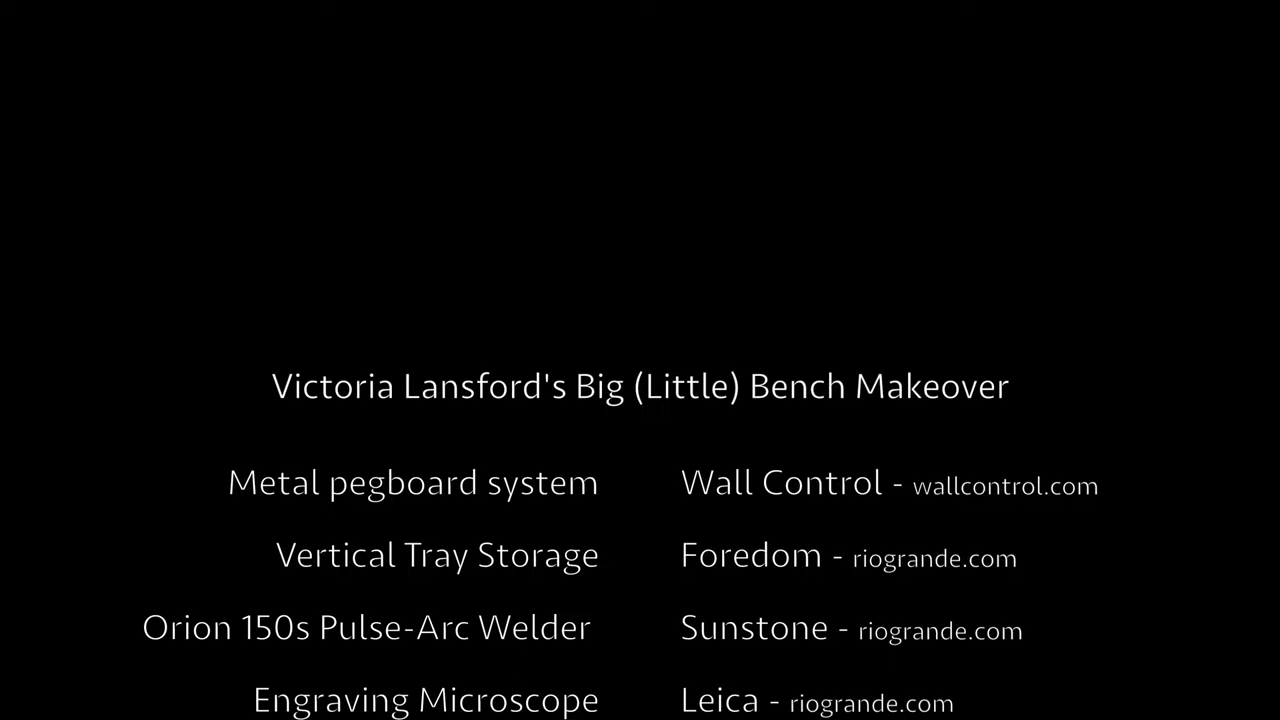 Victoria Lansford's Big (Little) Bench Makeover
Metal pegboard system Wall Control - wallcontrol.com
Vertical Tray Storage Foredom - riogrande.com
Orion 150s Pulse-Arc Welder Sunstone - riogrande.com
Engraving Microscope Leica - riogrande.com